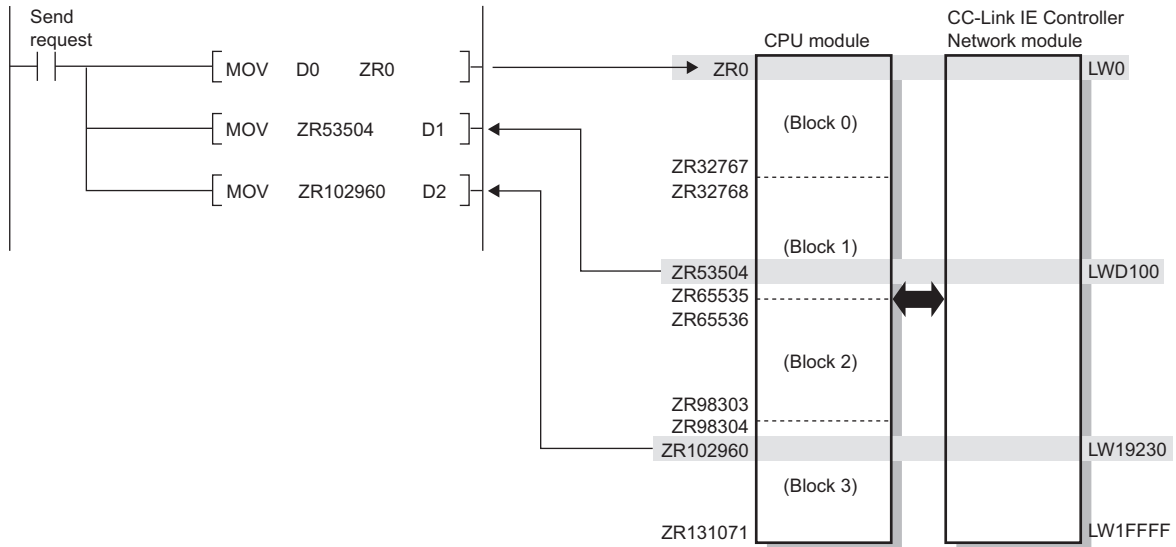 Send
request
MOV D0 ZR0
MOV ZR53504 D1
MOV ZR102960 D2
CPU module
CC-Link IE Controller
Network module
ZR0
LW0
(Block 0)
ZR32767
ZR32768
(Block 1)
ZR53504
LWD100
ZR65535
ZR65536
(Block 2)
ZR98303
ZR98304
ZR102960
LW19230
(Block 3)
ZR131071
LW1FFFF